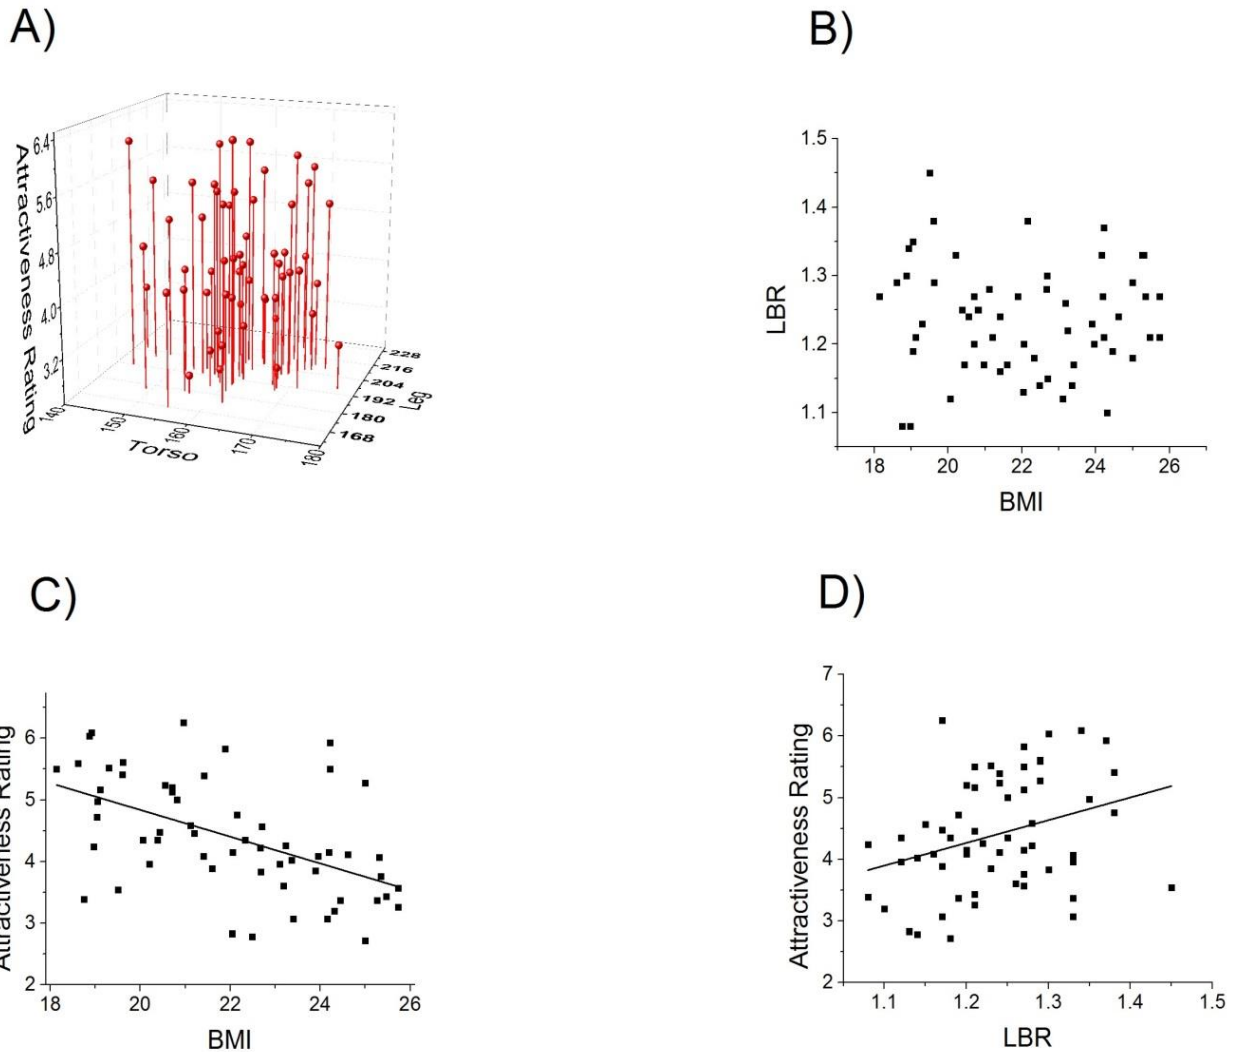 A)
Attractiveness Rating
6.4
5.6
4.8
4.0
3.2
140
150
160
170
180
Torso
228
216
204
192
180
168
Leg
B)
LBR
1.5
1.4
1.3
1.2
1.1
18 20 22 24 26
BMI
C)
Attractiveness Rating
6
5
4
3
2
18 20 22 24 26
BMI
D)
Attractiveness Rating
7
6
5
4
3
2
1.1 1.2 1.3 1.4 1.5
LBR